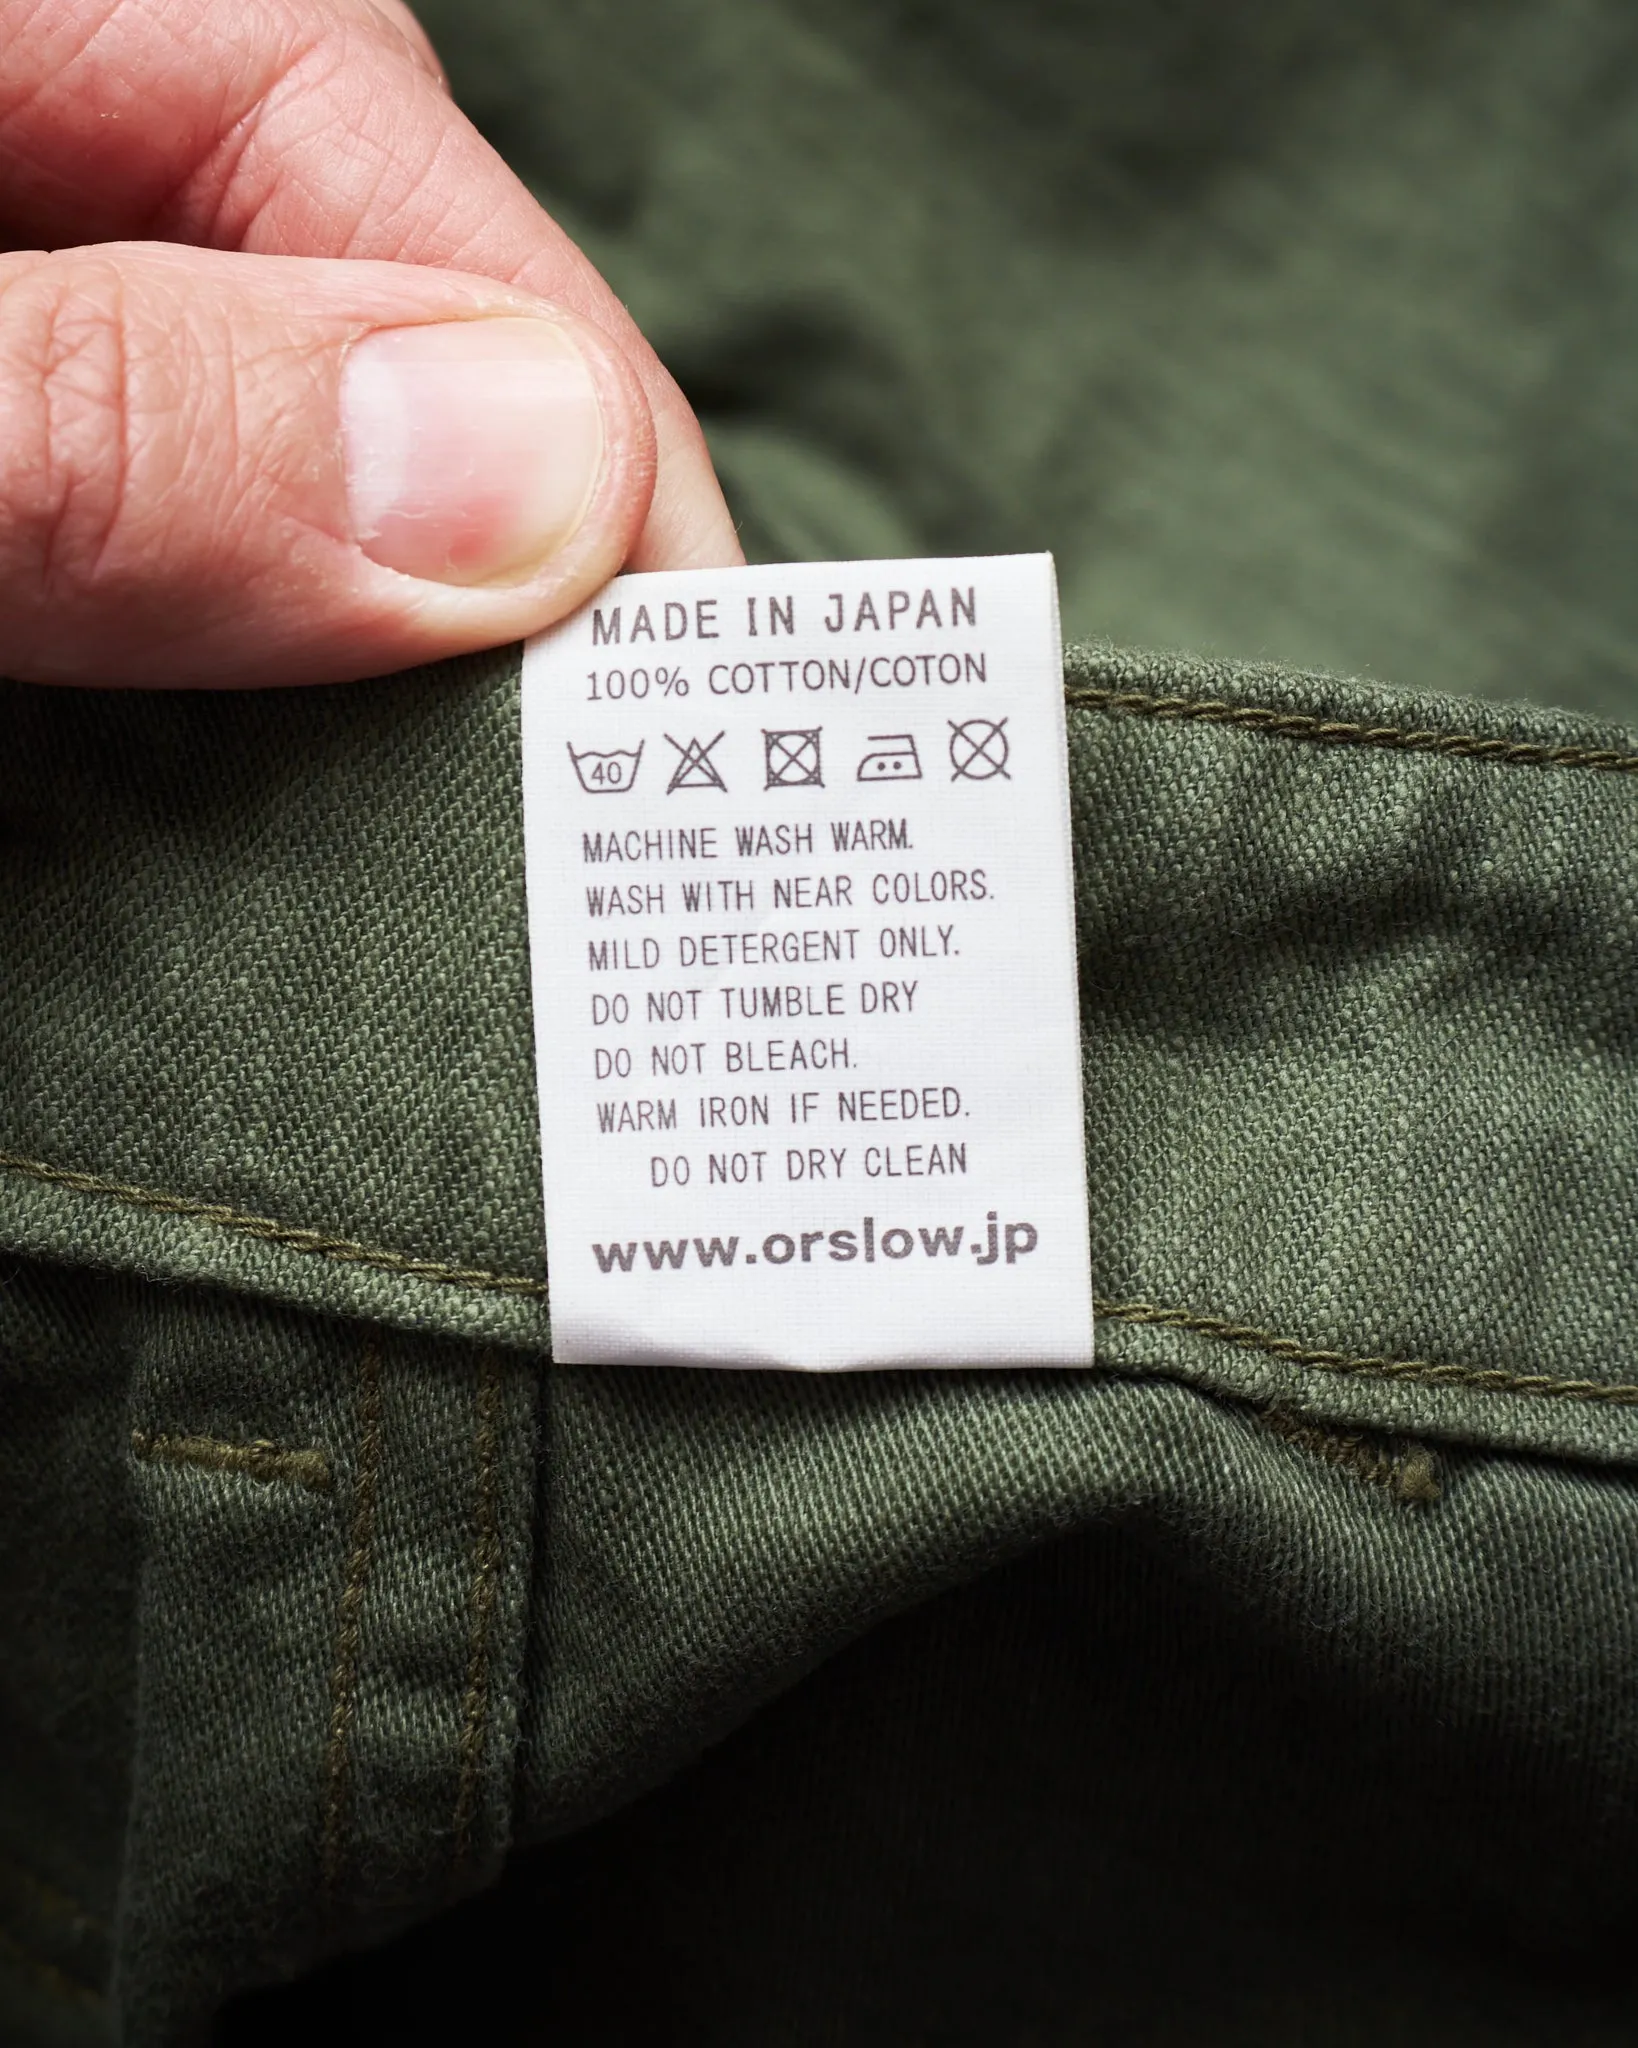 MADE IN JAPAN
100% COTTON/COTON
40
MACHINE WASH WARM.
WASH WITH NEAR COLORS.
MILD DETERGENT ONLY.
DO NOT TUMBLE DRY
DO NOT BLEACH.
WARM IRON IF NEEDED.
DO NOT DRY CLEAN
www.orslow.jp